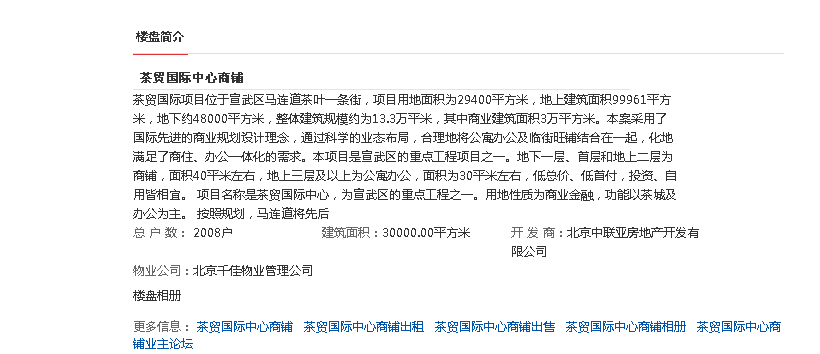 楼盘简介
茶贸国际中心商铺
茶贸国际项目位于宣武区马连道茶叶一条街，项目用地面积为29400平方米，地上建筑面积99961平方
米，地下约48000平方米，整体建筑规模约为13.3万平米，其中商业建筑面积3万平方米。本案采用了
国际先进的商业规划设计理念，通过科学的业态布局，合理地将公寓办公及临街旺铺结合在一起，化地
满足了商住、办公一体化的需求。本项目是宣武区的重点工程项目之一。地下一层、首层和地上二层为
商铺，面积40平米左右，地上三层及以上为公寓办公，面积为30平米左右，低总价、低首付，投资、自
用皆相宜。 项目名称是茶贸国际中心，为宣武区的重点工程之一。用地性质为商业金融，功能以茶城及
办公为主。 按照规划，马连道将先后
总 户 数： 2008户 建筑面积：30000.00平方米 开 发 商：北京中联亚房地产开发有
限公司
物业公司：北京千佳物业管理公司
楼盘相册
更多信息： 茶贸国际中心商铺 茶贸国际中心商铺出租 茶贸国际中心商铺出售 茶贸国际中心商铺相册 茶贸国际中心商
铺业主论坛